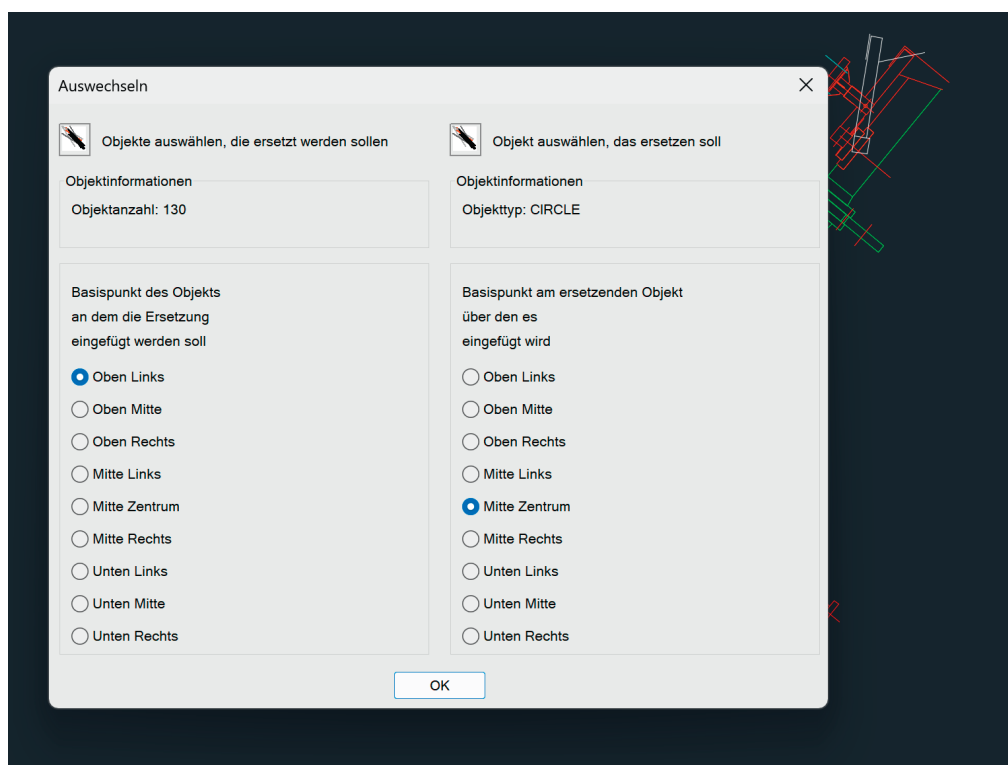 Auswechseln
Objekte auswählen, die ersetzt werden sollen
Objektinformationen
Objektanzahl: 130
Basispunkt des Objekts
an dem die Ersetzung
eingefügt werden soll
Oben Links
Oben Mitte
Oben Rechts
Mitte Links
Mitte Zentrum
Mitte Rechts
Unten Links
Unten Mitte
Unten Rechts
Objekt auswählen, das ersetzen soll
Objektinformationen
Objekttyp: CIRCLE
Basispunkt am ersetzenden Objekt
über den es
eingefügt wird
Oben Links
Oben Mitte
Oben Rechts
Mitte Links
Mitte Zentrum
Mitte Rechts
Unten Links
Unten Mitte
Unten Rechts
OK